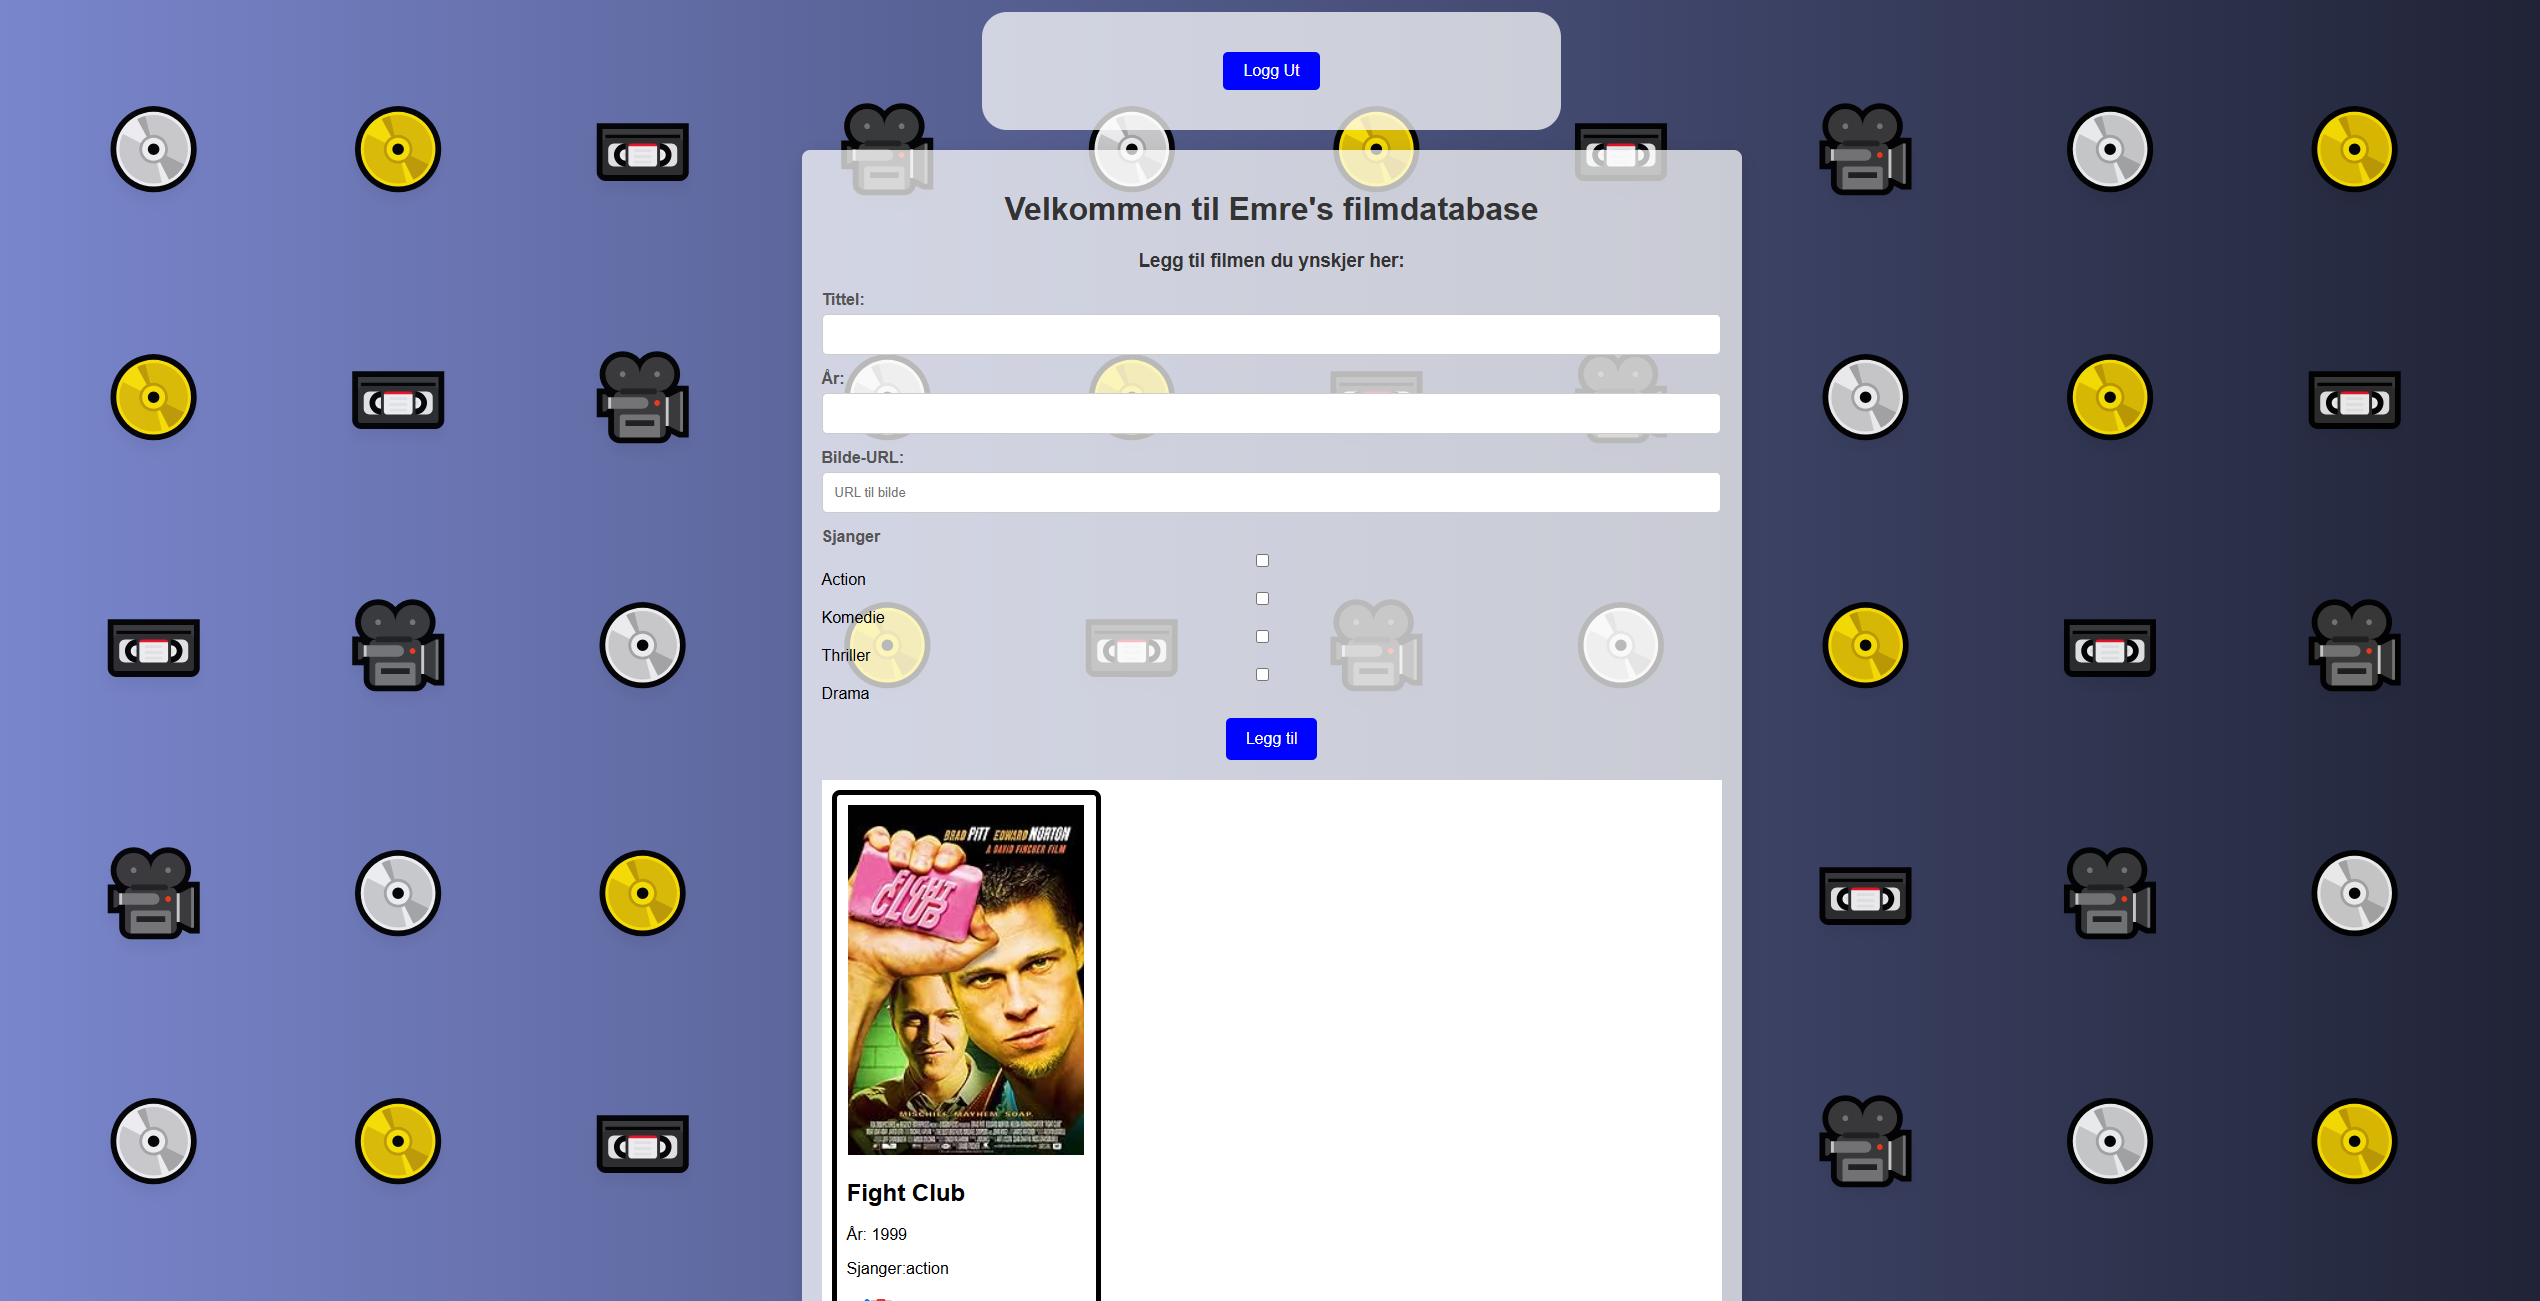 Logg Ut
Velkommen til Emre's filmdatabase
Legg til filmen du ynskjer her:
Tittel:
År:
Bilde-URL:
URL til bilde
Sjanger
Action
Komedie
Thriller
Drama
Legg til
BRAD PITT EDWARD NORTON
A DAVID FINCHER FILM
FIGHT
CLUB
MISCHIEF. MAYHEM. SOAP.
Fight Club
År: 1999
Sjanger:action